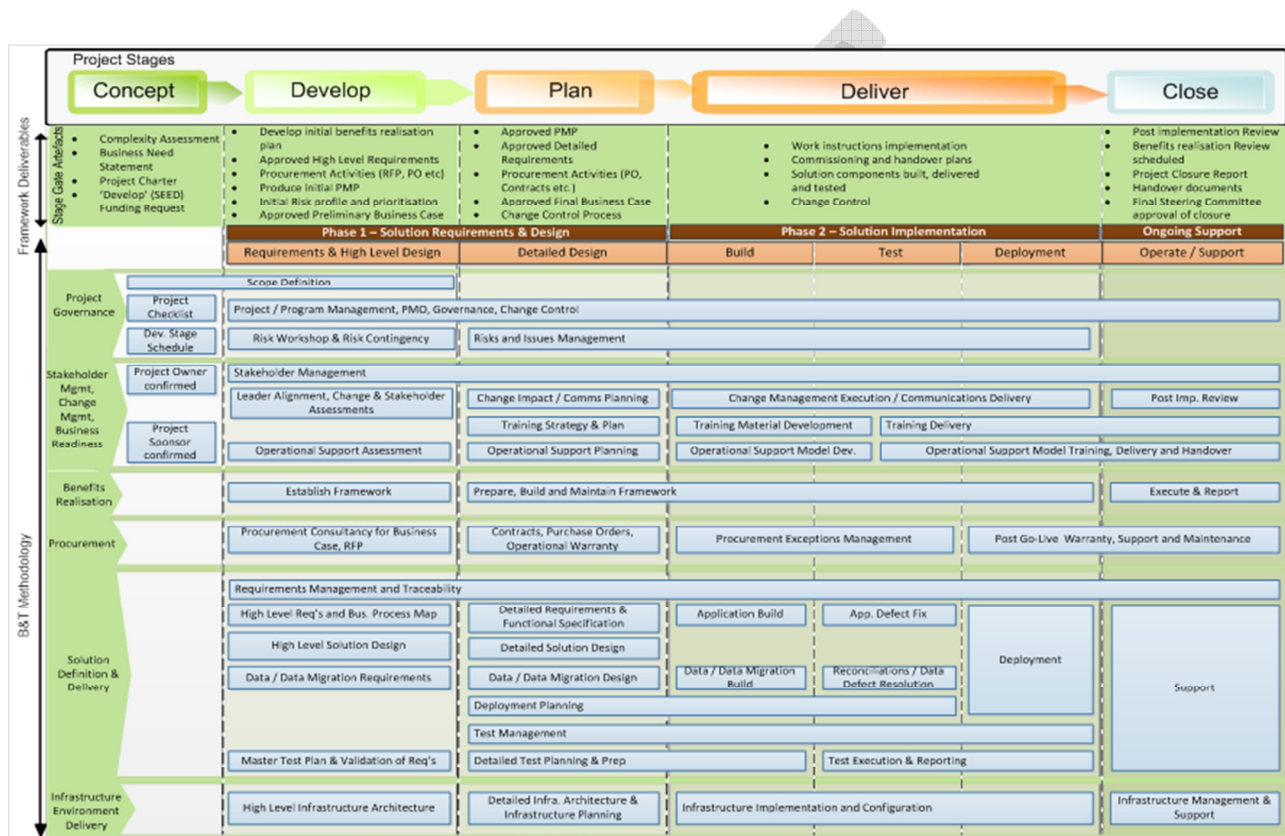 Project Stages
Concept
Develop
Plan
Deliver
Close
Framework Deliverables
Stage Gate Artefacts
• Complexity Assessment
• Business Need
Statement
• Project Charter
• 'Develop' (SEED)
Funding Request
• Develop initial benefits realisation
plan
• Approved High Level Requirements
• Procurement Activities (RFP, PO etc)
• Produce initial PMP
• Initial Risk profile and prioritisation
• Approved Preliminary Business Case
• Approved PMP
• Approved Detailed
Requirements
• Procurement Activities (PO,
Contracts etc.)
• Approved Final Business Case
• Change Control Process
• Work instructions implementation
• Commissioning and handover plans
• Solution components built, delivered
and tested
• Change Control
• Post implementation Review
• Benefits realisation Review
scheduled
• Project Closure Report
• Handover documents
• Final Steering Committee
approval of closure
Phase 1 – Solution Requirements & Design
Phase 2 – Solution Implementation
Ongoing Support
Requirements & High Level Design
Detailed Design
Build
Test
Deployment
Operate / Support
B&T Methodology
Project
Governance
Scope Definition
Project
Checklist
Project / Program Management, PMO, Governance, Change Control
Dev. Stage
Schedule
Risk Workshop & Risk Contingency
Risks and Issues Management
Stakeholder
Mgmt,
Change
Mgmt,
Business
Readiness
Project Owner
confirmed
Stakeholder Management
Leader Alignment, Change & Stakeholder
Assessments
Change Impact / Comms Planning
Change Management Execution / Communications Delivery
Post Imp. Review
Project
Sponsor
confirmed
Training Strategy & Plan
Training Material Development
Training Delivery
Operational Support Assessment
Operational Support Planning
Operational Support Model Dev.
Operational Support Model Training, Delivery and Handover
Benefits
Realisation
Establish Framework
Prepare, Build and Maintain Framework
Execute & Report
Procurement
Procurement Consultancy for Business
Case, RFP
Contracts, Purchase Orders,
Operational Warranty
Procurement Exceptions Management
Post Go-Live Warranty, Support and Maintenance
Solution
Definition &
Delivery
Requirements Management and Traceability
High Level Req's and Bus. Process Map
Detailed Requirements &
Functional Specification
Application Build
App. Defect Fix
Deployment
Support
High Level Solution Design
Detailed Solution Design
Data / Data Migration Requirements
Data / Data Migration Design
Data / Data Migration
Build
Reconciliations / Data
Defect Resolution
Deployment Planning
Test Management
Master Test Plan & Validation of Req's
Detailed Test Planning & Prep
Test Execution & Reporting
Infrastructure
Environment
Delivery
High Level Infrastructure Architecture
Detailed Infra. Architecture &
Infrastructure Planning
Infrastructure Implementation and Configuration
Infrastructure Management &
Support